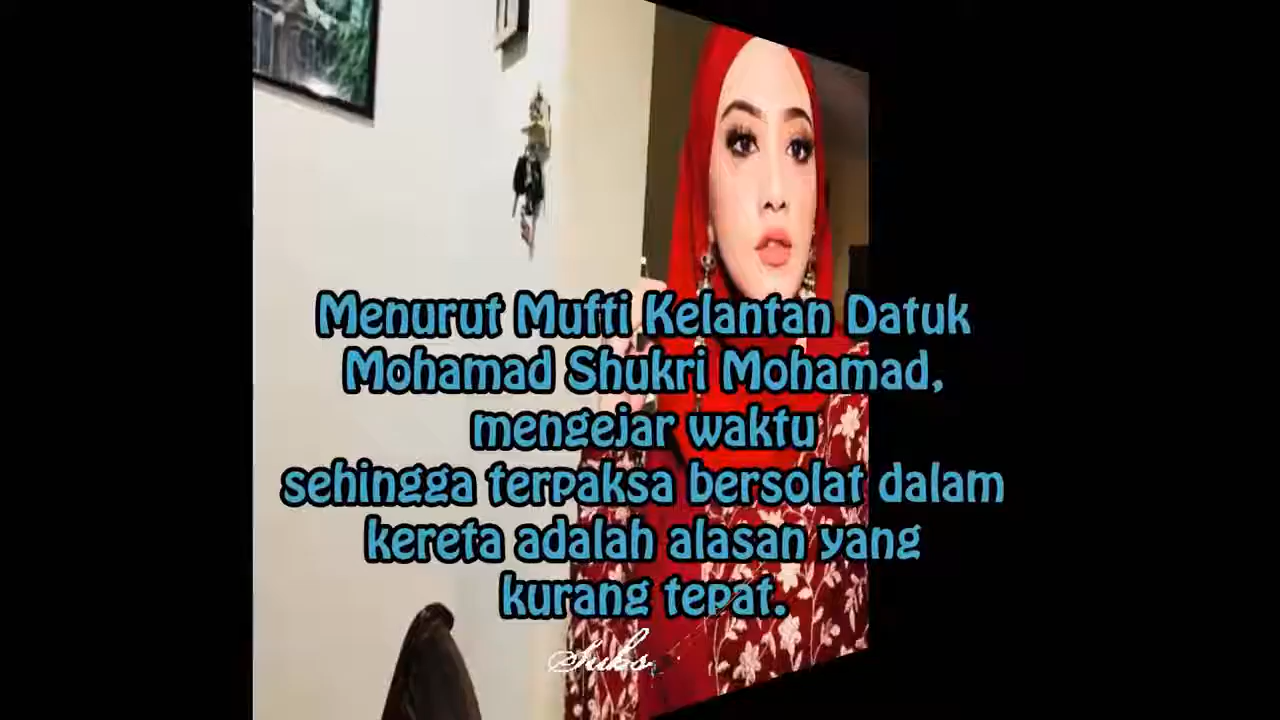 Menurut Mufti Kelantan Datuk
Mohamad Shukri Mohamad,
mengejar waktu
sehingga terpaksa bersolat dalam
kereta adalah alasan yang
kurang tepat.
Subs